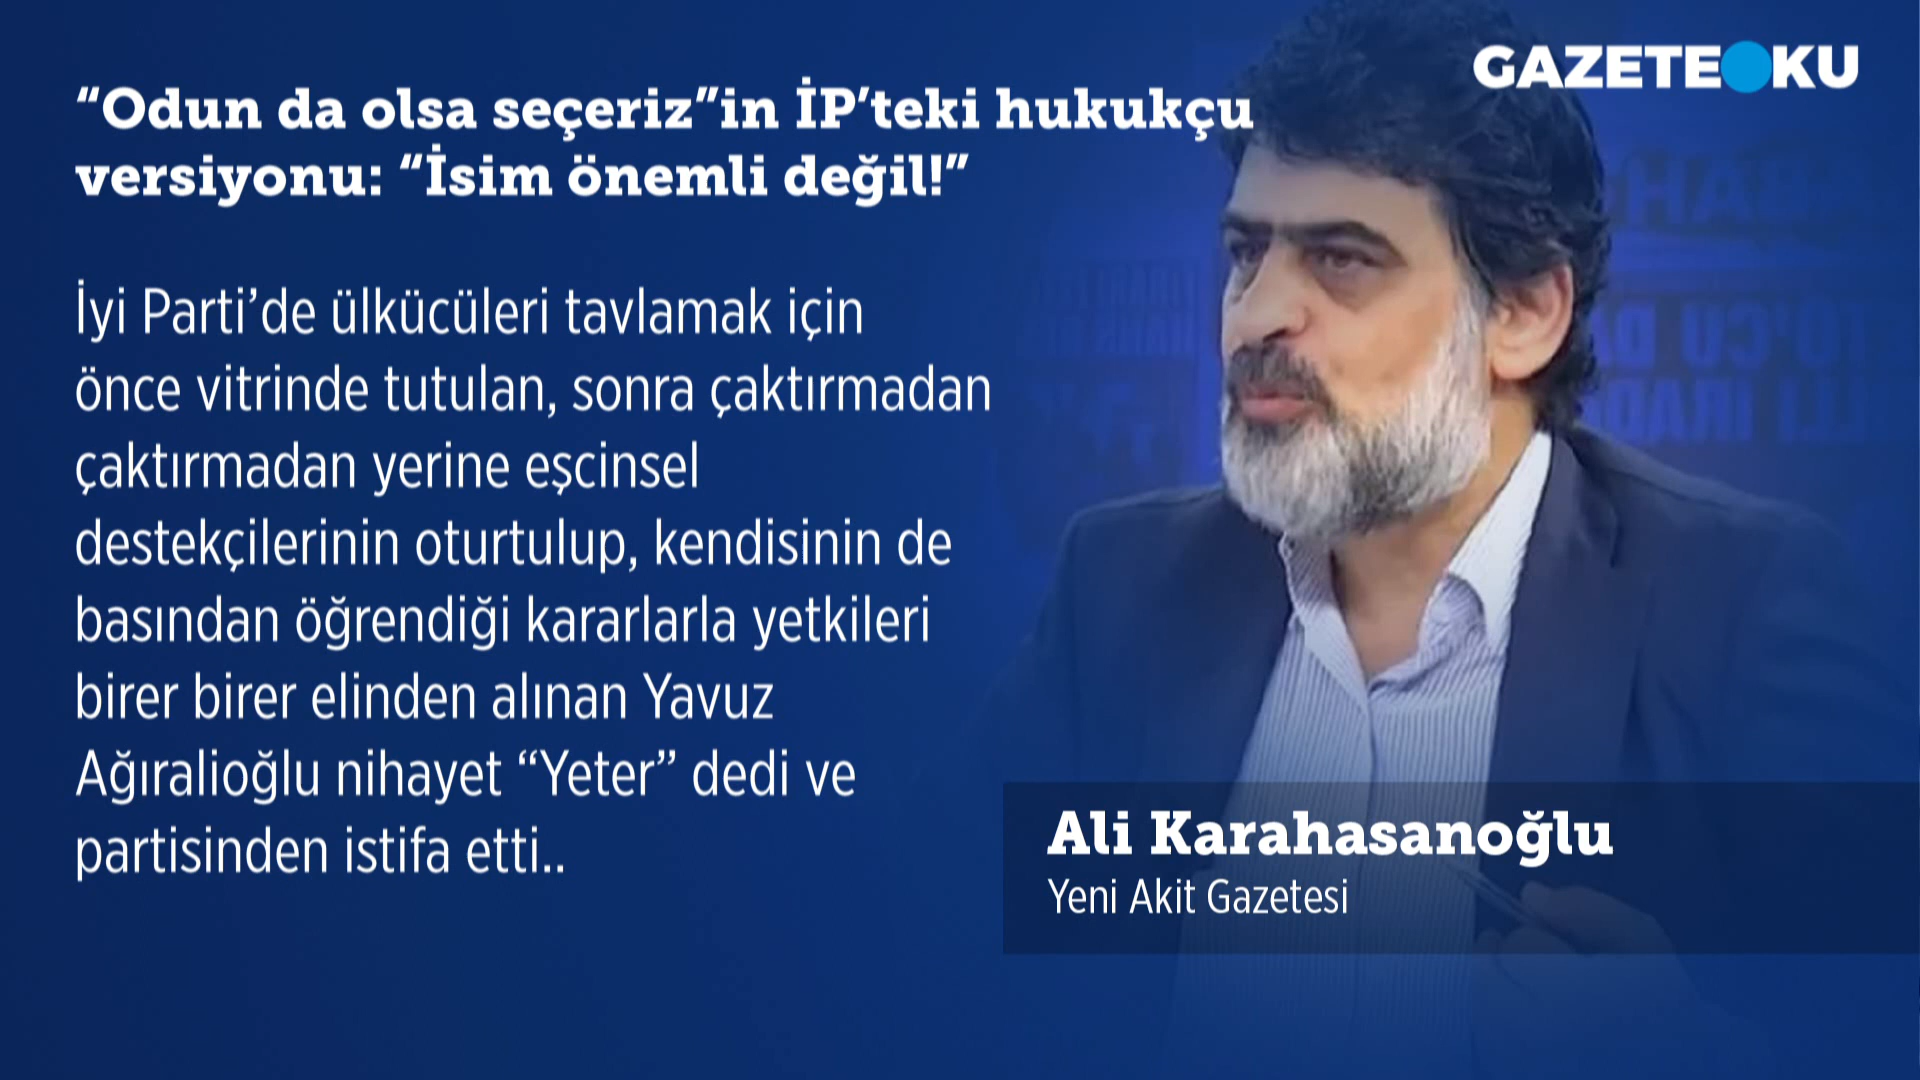 GAZETEOKU
“Odun da olsa seçeriz”in İP’teki hukukçu
versiyonu: “İsim önemli değil!”
İyi Parti’de ülkücüleri tavlamak için
önce vitrinde tutulan, sonra çaktırmadan
çaktırmadan yerine eşcinsel
destekçilerinin oturtulup, kendisinin de
basından öğrendiği kararlarla yetkileri
birer birer elinden alınan Yavuz
Ağıralioğlu nihayet “Yeter” dedi ve
partisinden istifa etti..
Ali Karahasanoğlu
Yeni Akit Gazetesi